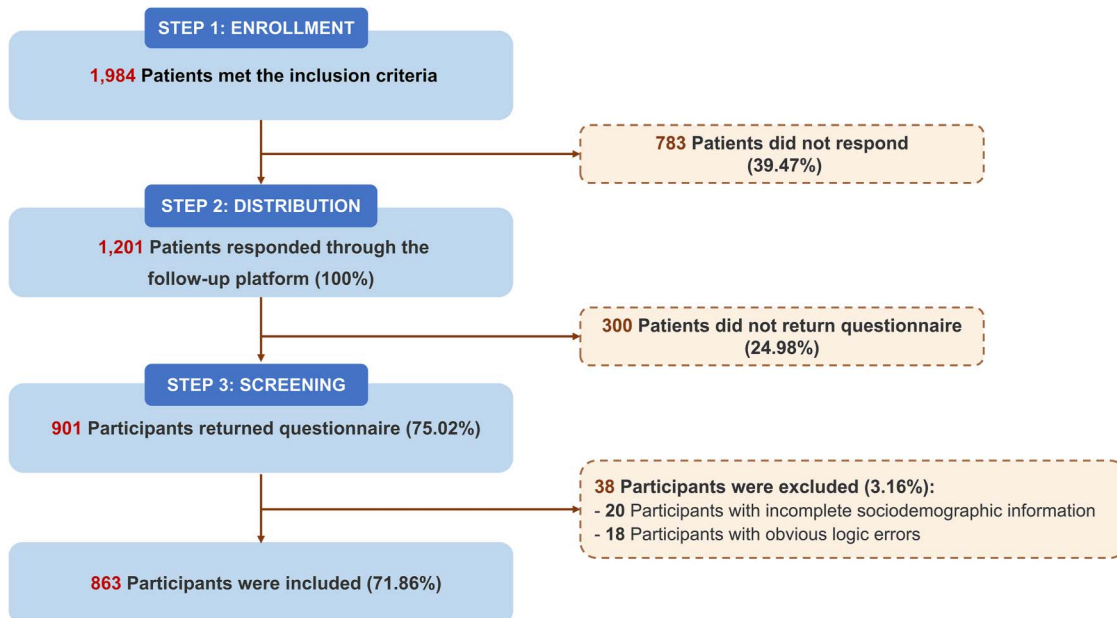 STEP 1: ENROLLMENT
1,984 Patients met the inclusion criteria
783 Patients did not respond
(39.47%)
STEP 2: DISTRIBUTION
1,201 Patients responded through the
follow-up platform (100%)
300 Patients did not return questionnaire
(24.98%)
STEP 3: SCREENING
901 Participants returned questionnaire (75.02%)
38 Participants were excluded (3.16%):
- 20 Participants with incomplete sociodemographic information
- 18 Participants with obvious logic errors
863 Participants were included (71.86%)